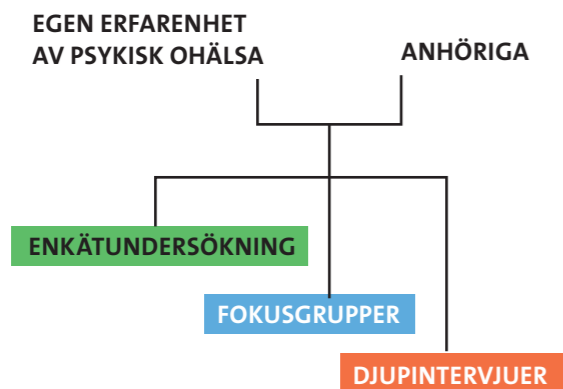 EGEN ERFARENHET
AV PSYKISK OHÄLSA
ANHÖRIGA
ENKÄTUNDERSÖKNING
FOKUSGRUPPER
DJUPINTERVJUER